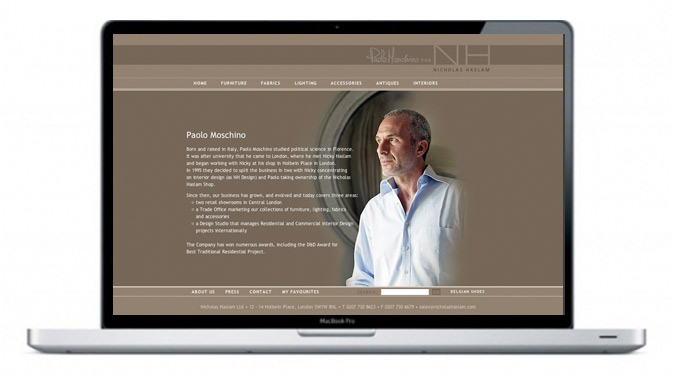 Paolo Moschino FOR NH
NICHOLAS HASLAM
HOME FURNITURE FABRICS LIGHTING ACCESSORIES ANTIQUES INTERIORS
Paolo Moschino
Born and raised in Italy, Paolo Moschino studied political science in Florence.
It was after university that he came to London, where he met Nicky Haslam
and began working with Nicky at his shop in Holbein Place in London.
In 1995 they decided to split the business in two with Nicky concentrating
on interior design (as NH Design) and Paolo taking ownership of the Nicholas
Haslam Shop.
Since then, our business has grown, and evolved and today covers three areas:
two retail showrooms in Central London
a Trade Office marketing our collections of furniture, lighting, fabrics
and accessories
a Design Studio that manages Residential and Commercial Interior Design
projects internationally
The Company has won numerous awards, including the D&D Award for
Best Traditional Residential Project.
ABOUT US PRESS CONTACT MY FAVOURITES BELGIAN SHOES
Nicholas Haslam Ltd • 12 - 14 Holbein Place, London SW1W 8NL • T 0207 730 8623 • F 0207 730 6679 • sales@nicholashaslam.com
MacBook Pro